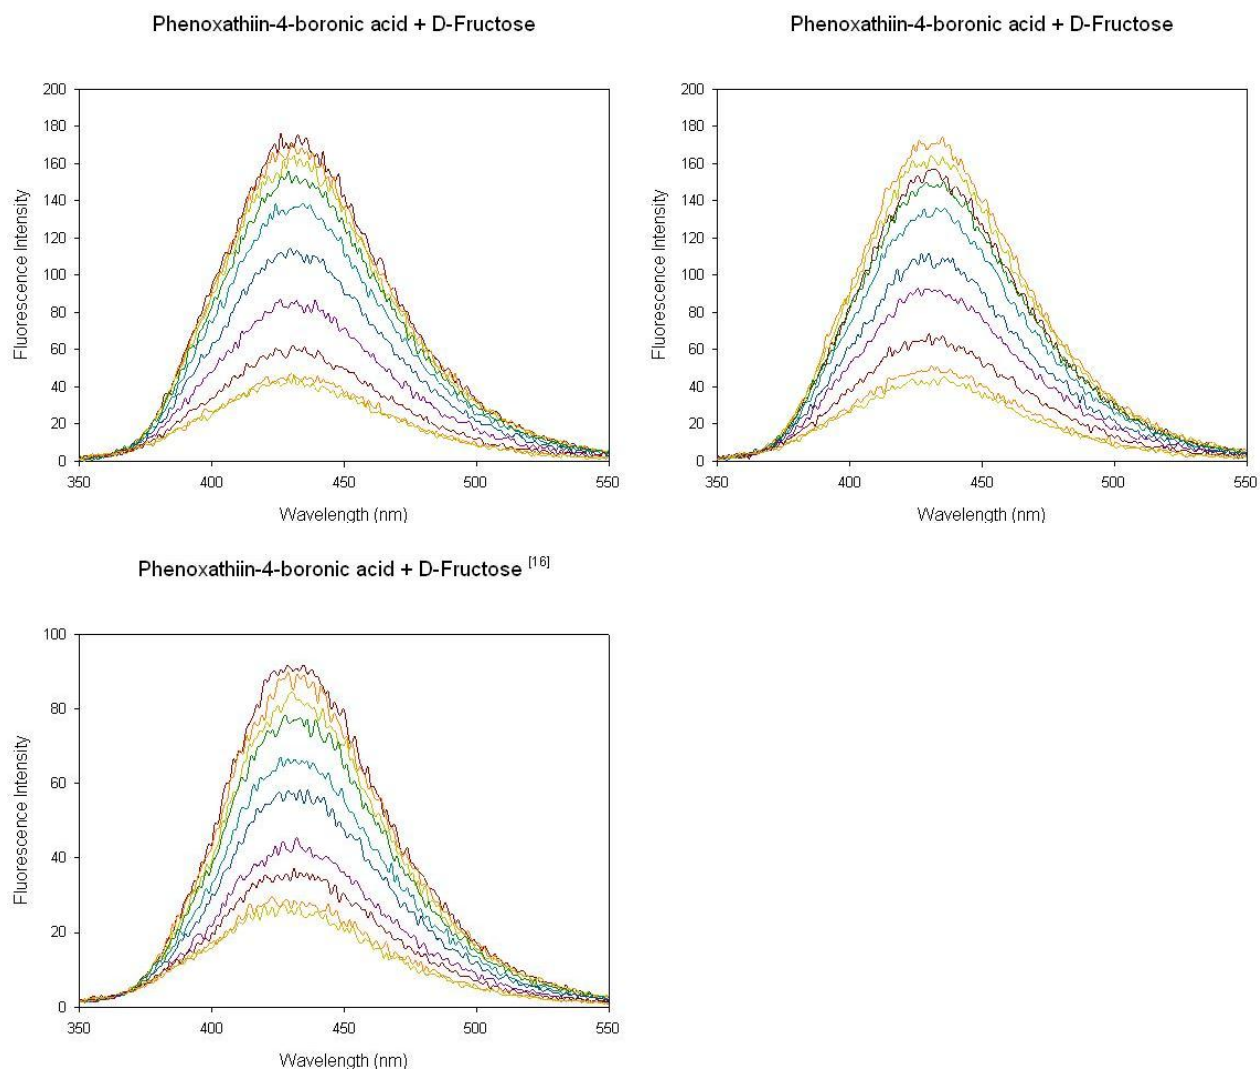 Phenoxathiin-4-boronic acid + D-Fructose
200
180
160
140
120
100
80
60
40
20
0
Fluorescence Intensity
350 400 450 500 550
Wavelength (nm)
Phenoxathiin-4-boronic acid + D-Fructose
200
180
160
140
120
100
80
60
40
20
0
Fluorescence Intensity
350 400 450 500 550
Wavelength (nm)
Phenoxathiin-4-boronic acid + D-Fructose [16]
100
80
60
40
20
0
Fluorescence Intensity
350 400 450 500 550
Wavelength (nm)